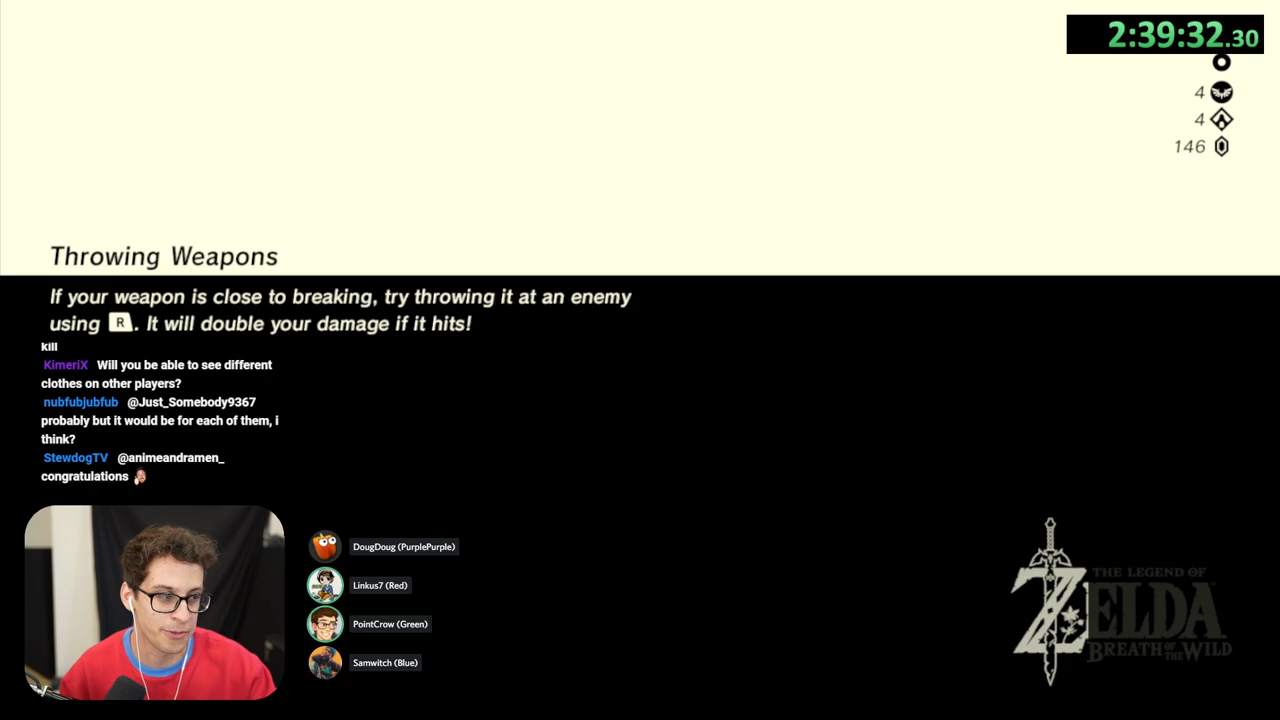 2:39:32.30
4
4
146
Throwing Weapons
If your weapon is close to breaking, try throwing it at an enemy
using R. It will double your damage if it hits!
kill
KimeriX Will you be able to see different
clothes on other players?
nubfubjubfub @Just_Somebody9367
probably but it would be for each of them, i
think?
StewdogTV @animeandramen_
congratulations
DougDoug (PurplePurple)
Linkus7 (Red)
PointCrow (Green)
Samwitch (Blue)
THE LEGEND OF
ZELDA
BREATH OF THE WILD